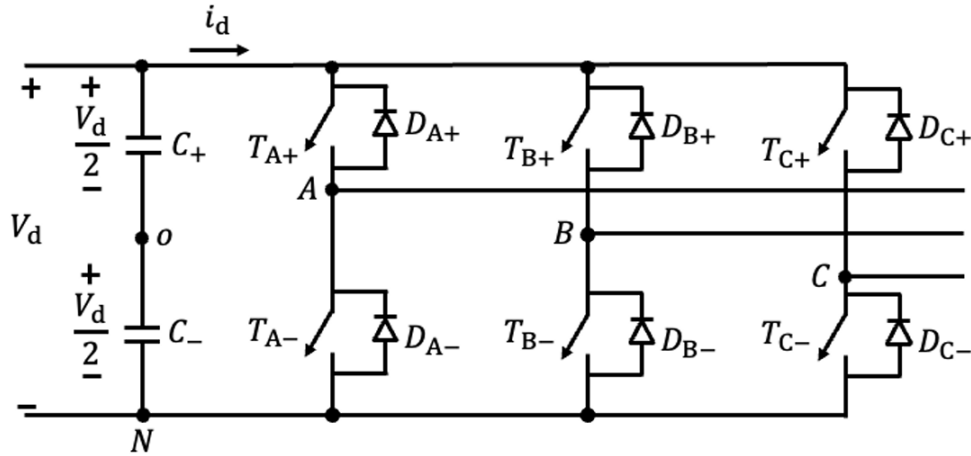 i_d
+ +
V_d/2
C_+
T_A+
D_A+
T_B+
D_B+
T_C+
D_C+
−
A
V_d
o
B
C
+
V_d/2
C_−
T_A−
D_A−
T_B−
D_B−
T_C−
D_C−
−
−
N